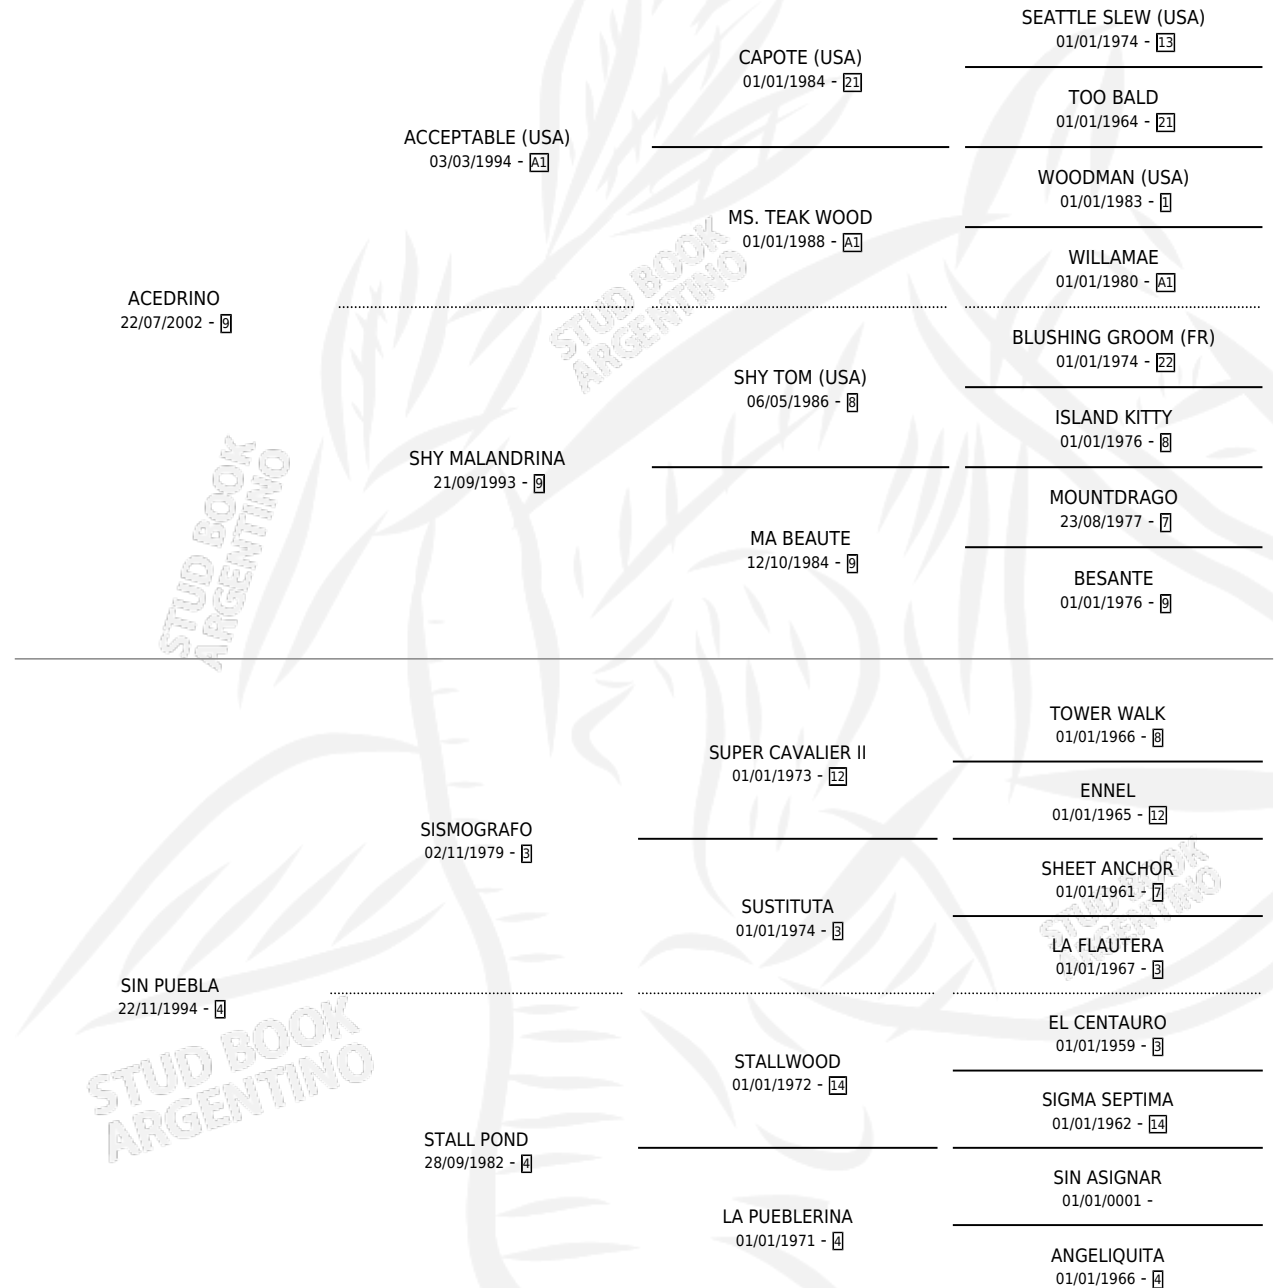 SEATTLE SLEW (USA)
01/01/1974 - 13
CAPOTE (USA)
01/01/1984 - 21
TOO BALD
01/01/1964 - 21
ACCEPTABLE (USA)
03/03/1994 - A1
WOODMAN (USA)
01/01/1983 - 1
MS. TEAK WOOD
01/01/1988 - A1
WILLAMAE
01/01/1980 - A1
ACEDRINO
22/07/2002 - 9
BLUSHING GROOM (FR)
01/01/1974 - 22
SHY TOM (USA)
06/05/1986 - 8
ISLAND KITTY
01/01/1976 - 8
SHY MALANDRINA
21/09/1993 - 9
MOUNTDRAGO
23/08/1977 - 7
MA BEAUTE
12/10/1984 - 9
BESANTE
01/01/1976 - 9
TOWER WALK
01/01/1966 - 8
SUPER CAVALIER II
01/01/1973 - 12
ENNEL
01/01/1965 - 12
SISMOGRAFO
02/11/1979 - 3
SHEET ANCHOR
01/01/1961 - 7
SUSTITUTA
01/01/1974 - 3
LA FLAUTERA
01/01/1967 - 3
SIN PUEBLA
22/11/1994 - 4
EL CENTAURO
01/01/1959 - 3
STALLWOOD
01/01/1972 - 14
SIGMA SEPTIMA
01/01/1962 - 14
STALL POND
28/09/1982 - 4
SIN ASIGNAR
01/01/0001 -
LA PUEBLERINA
01/01/1971 - 4
ANGELIQUITA
01/01/1966 - 4
STUD BOOK
ARGENTINO
STUD BOOK
ARGENTINO
STUD BOOK
ARGENTINO
STUD BOOK
ARGENTINO